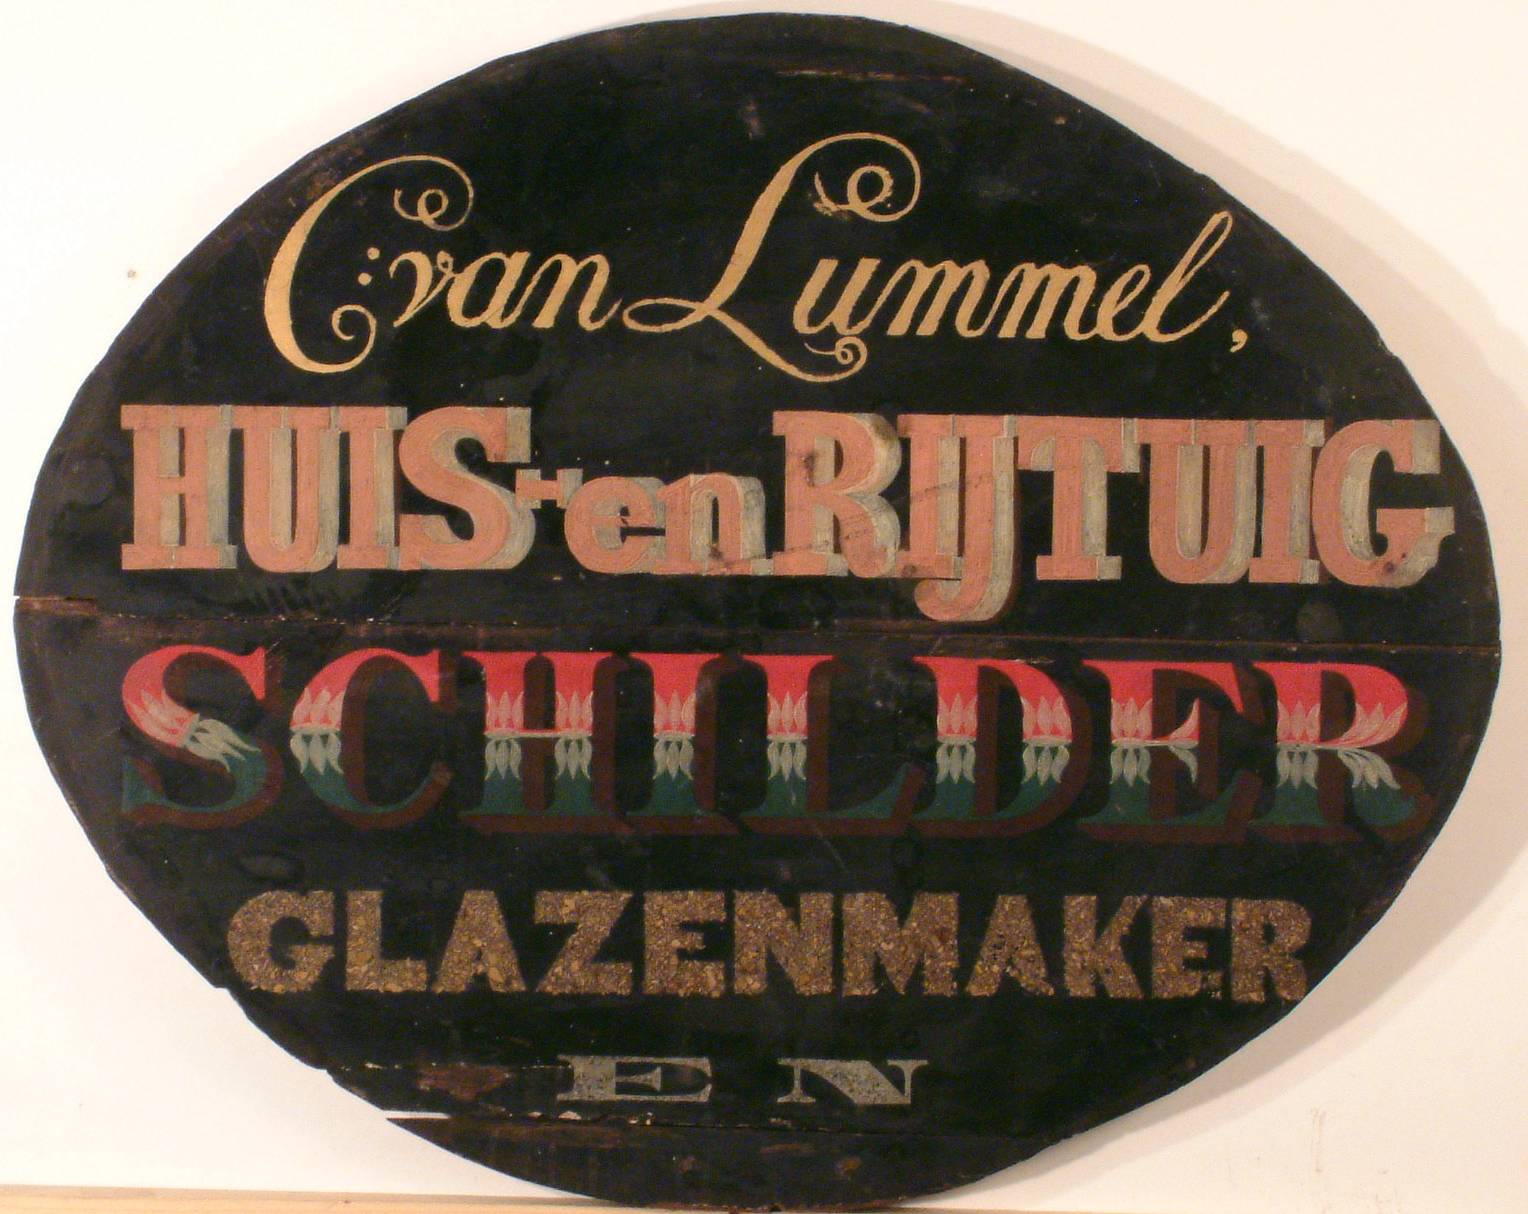 C: van Lummel,
HUIS-en RIJTUIG
SCHILDER
GLAZENMAKER
EN